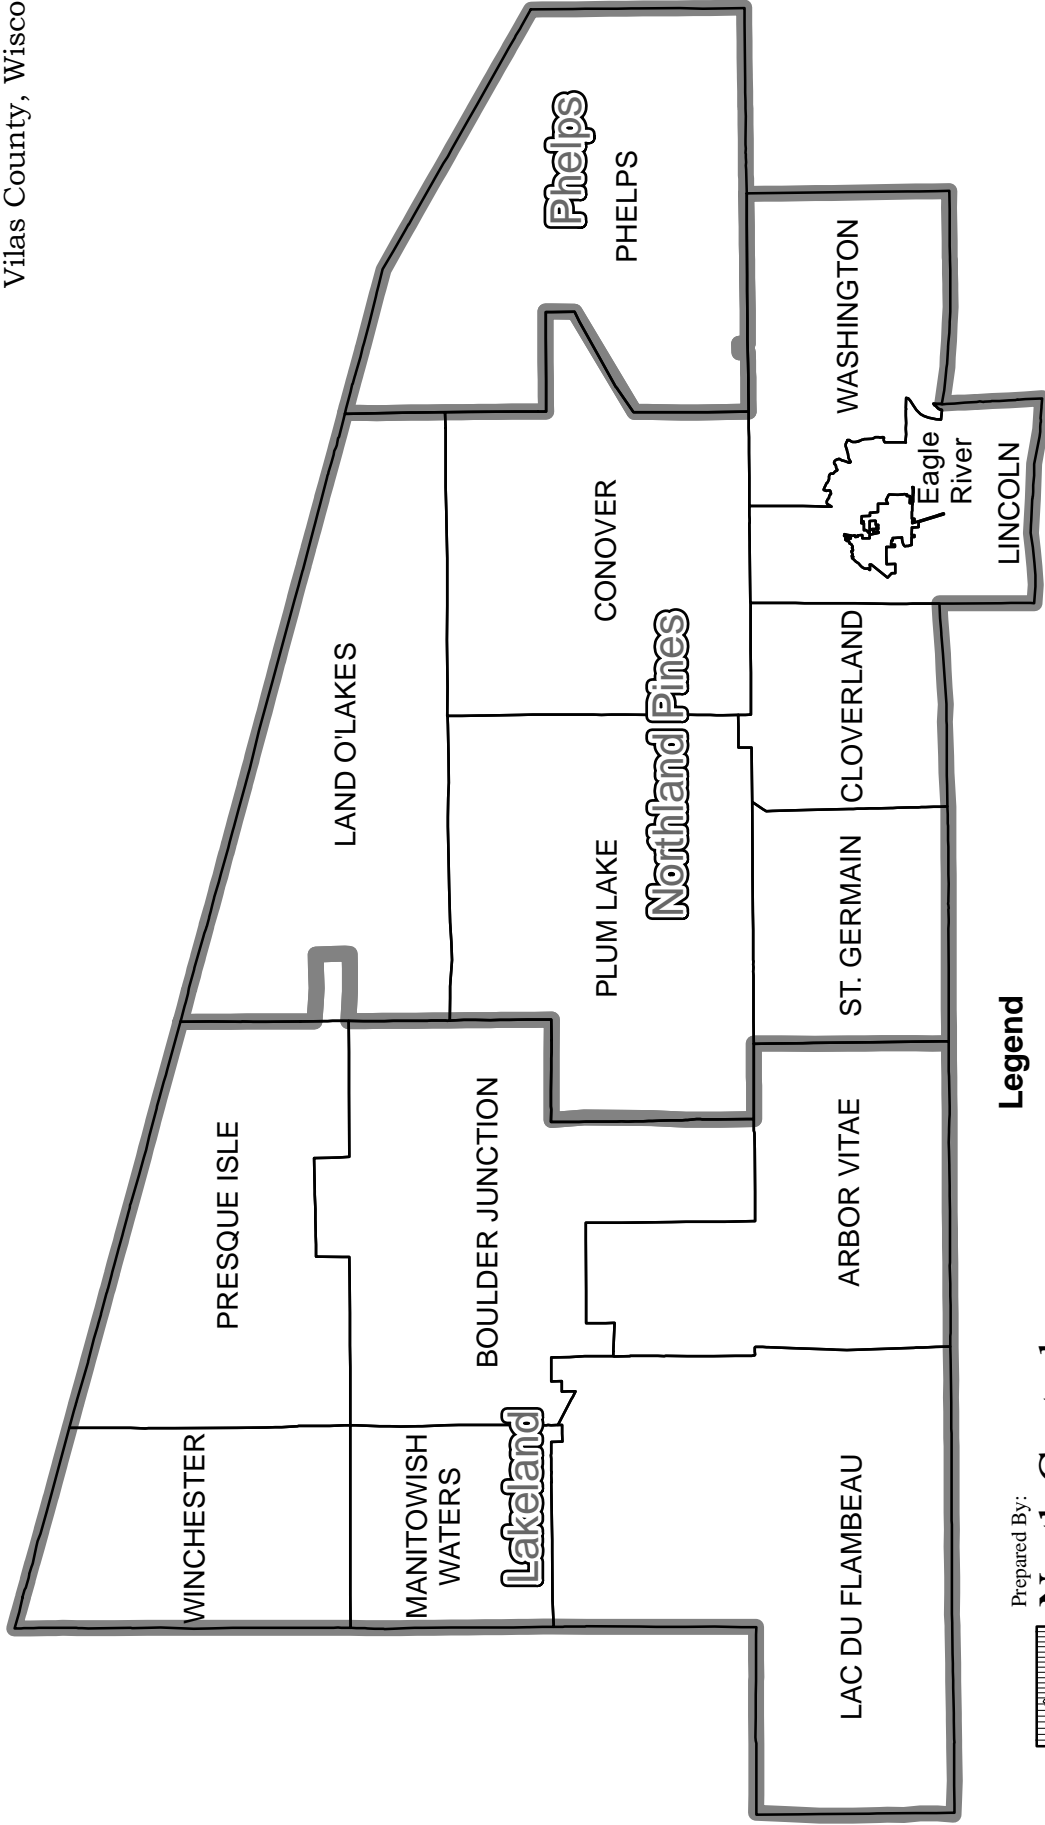 Vilas County, Wisco
Phelps
PHELPS
LAND O'LAKES
CONOVER
WASHINGTON
Eagle
River
LINCOLN
Northland Pines
PLUM LAKE
CLOVERLAND
ST. GERMAIN
PRESQUE ISLE
BOULDER JUNCTION
ARBOR VITAE
WINCHESTER
MANITOWISH
WATERS
Lakeland
LAC DU FLAMBEAU
Legend
Prepared By: